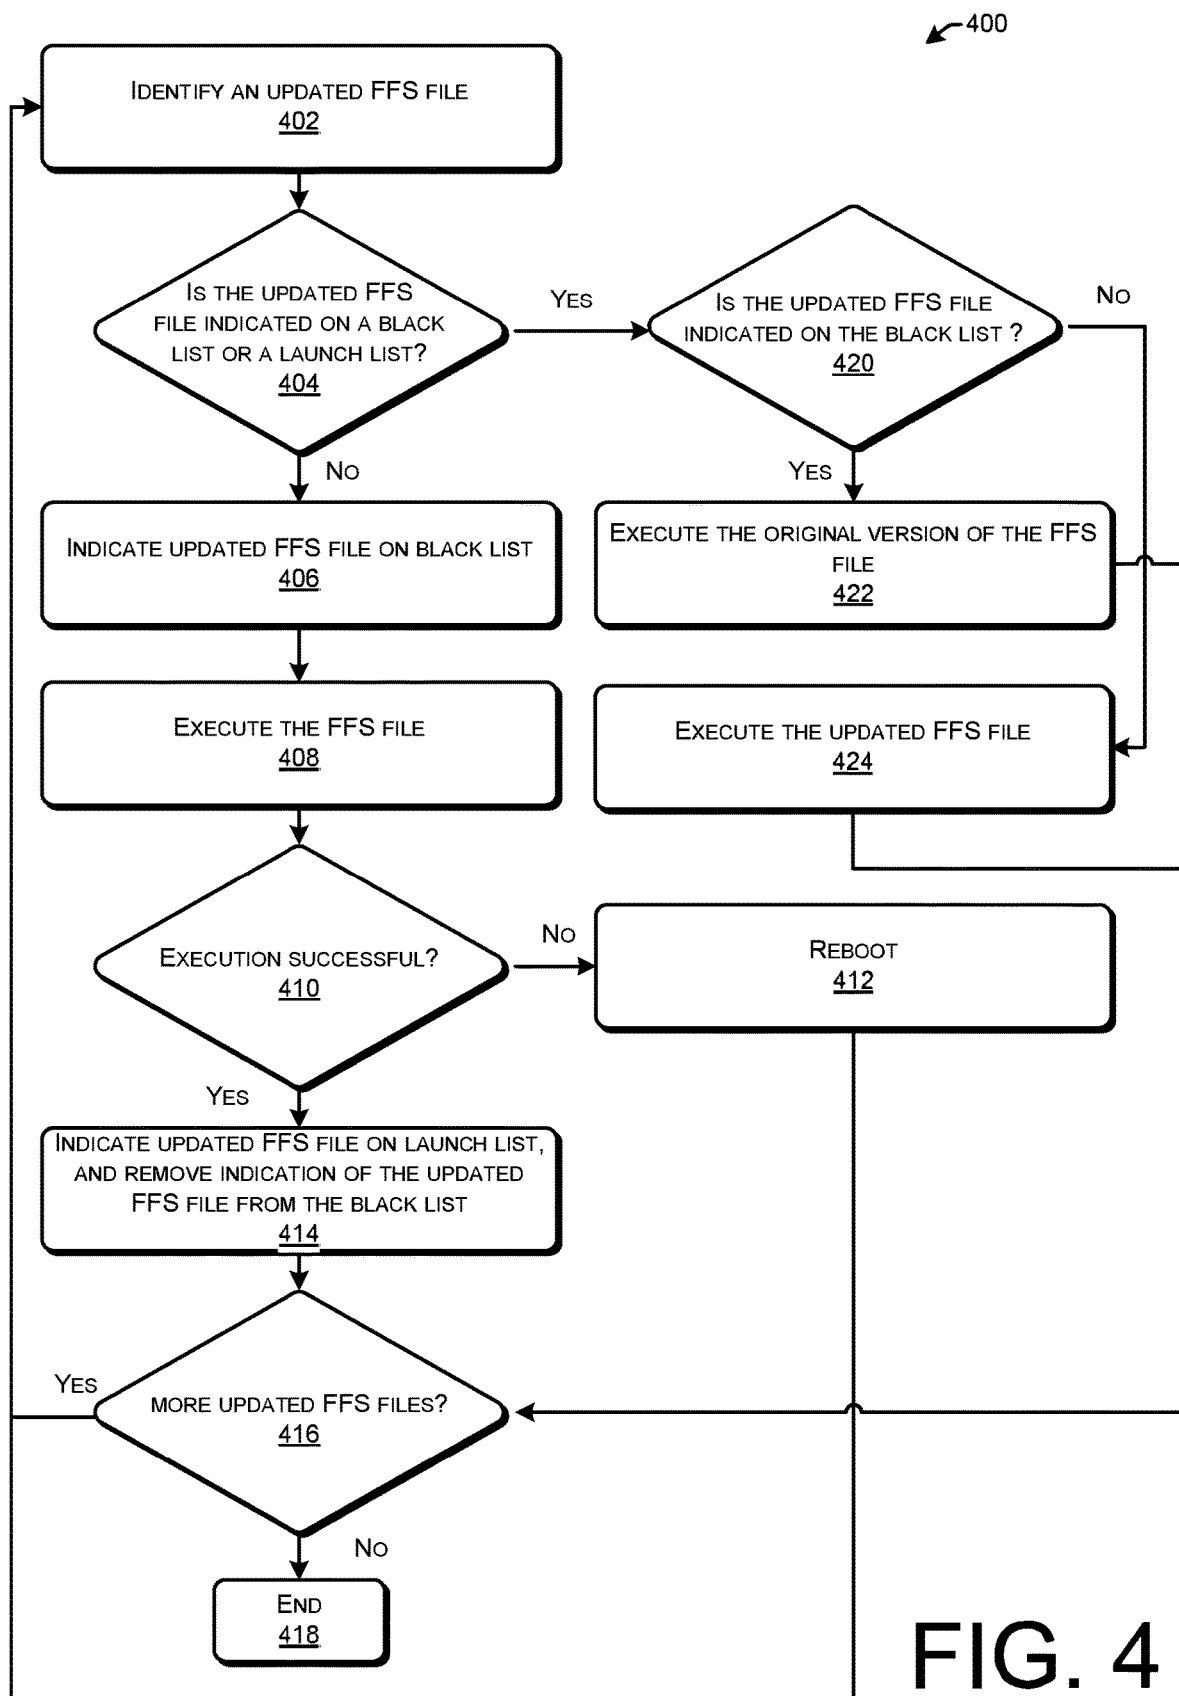 400
IDENTIFY AN UPDATED FFS FILE
402
IS THE UPDATED FFS
FILE INDICATED ON A BLACK
LIST OR A LAUNCH LIST?
404
YES
IS THE UPDATED FFS FILE
INDICATED ON THE BLACK LIST ?
420
NO
NO
YES
INDICATE UPDATED FFS FILE ON BLACK LIST
406
EXECUTE THE ORIGINAL VERSION OF THE FFS
FILE
422
EXECUTE THE FFS FILE
408
EXECUTE THE UPDATED FFS FILE
424
EXECUTION SUCCESSFUL?
410
NO
REBOOT
412
YES
INDICATE UPDATED FFS FILE ON LAUNCH LIST,
AND REMOVE INDICATION OF THE UPDATED
FFS FILE FROM THE BLACK LIST
414
YES
MORE UPDATED FFS FILES?
416
NO
END
418
FIG. 4